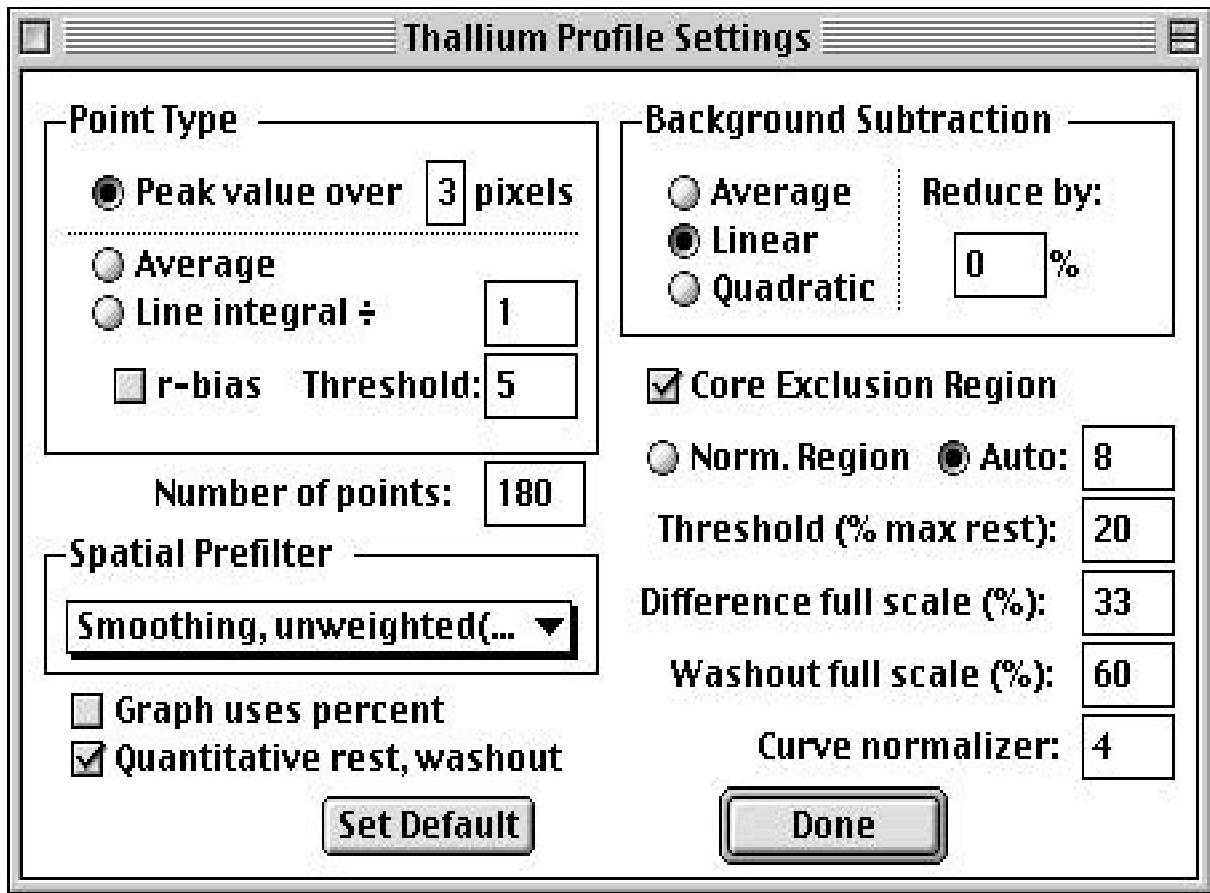 Thallium Profile Settings
Point Type
Peak value over 3 pixels
Average
Line integral ÷ 1
r-bias Threshold: 5
Number of points: 180
Spatial Prefilter
Smoothing, unweighted(...
Graph uses percent
Quantitative rest, washout
Background Subtraction
Average
Linear
Quadratic
Reduce by:
0 %
Core Exclusion Region
Norm. Region Auto: 8
Threshold (% max rest): 20
Difference full scale (%): 33
Washout full scale (%): 60
Curve normalizer: 4
Set Default
Done